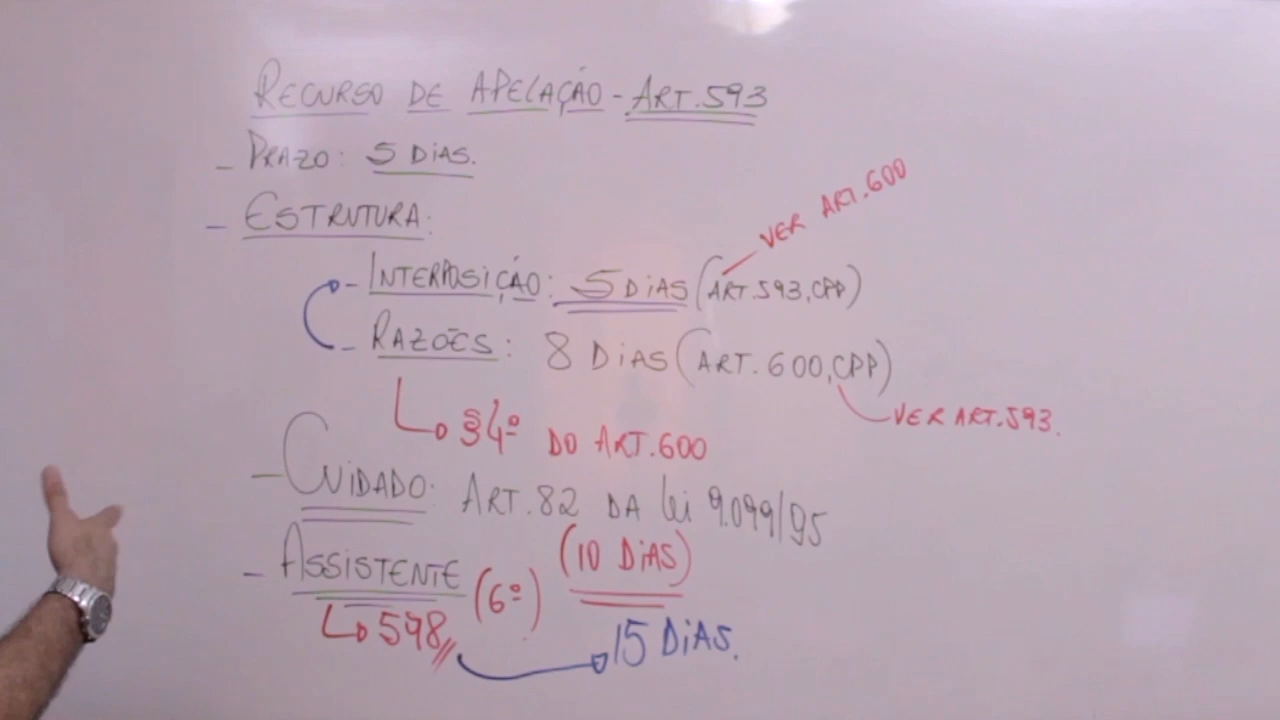 RECURSO DE APELAÇÃO - ART.593
- PRAZO: 5 DIAS.
- ESTRUTURA:
VER ART.600
- INTERPOSIÇÃO: 5 DIAS (ART.593,CPP)
- RAZÕES: 8 DIAS (ART.600,CPP)
VER ART.593.
§4º DO ART.600
- CUIDADO: ART.82 DA Lei 9.099/95
- ASSISTENTE (6º) (10 DIAS)
598
15 DIAS.